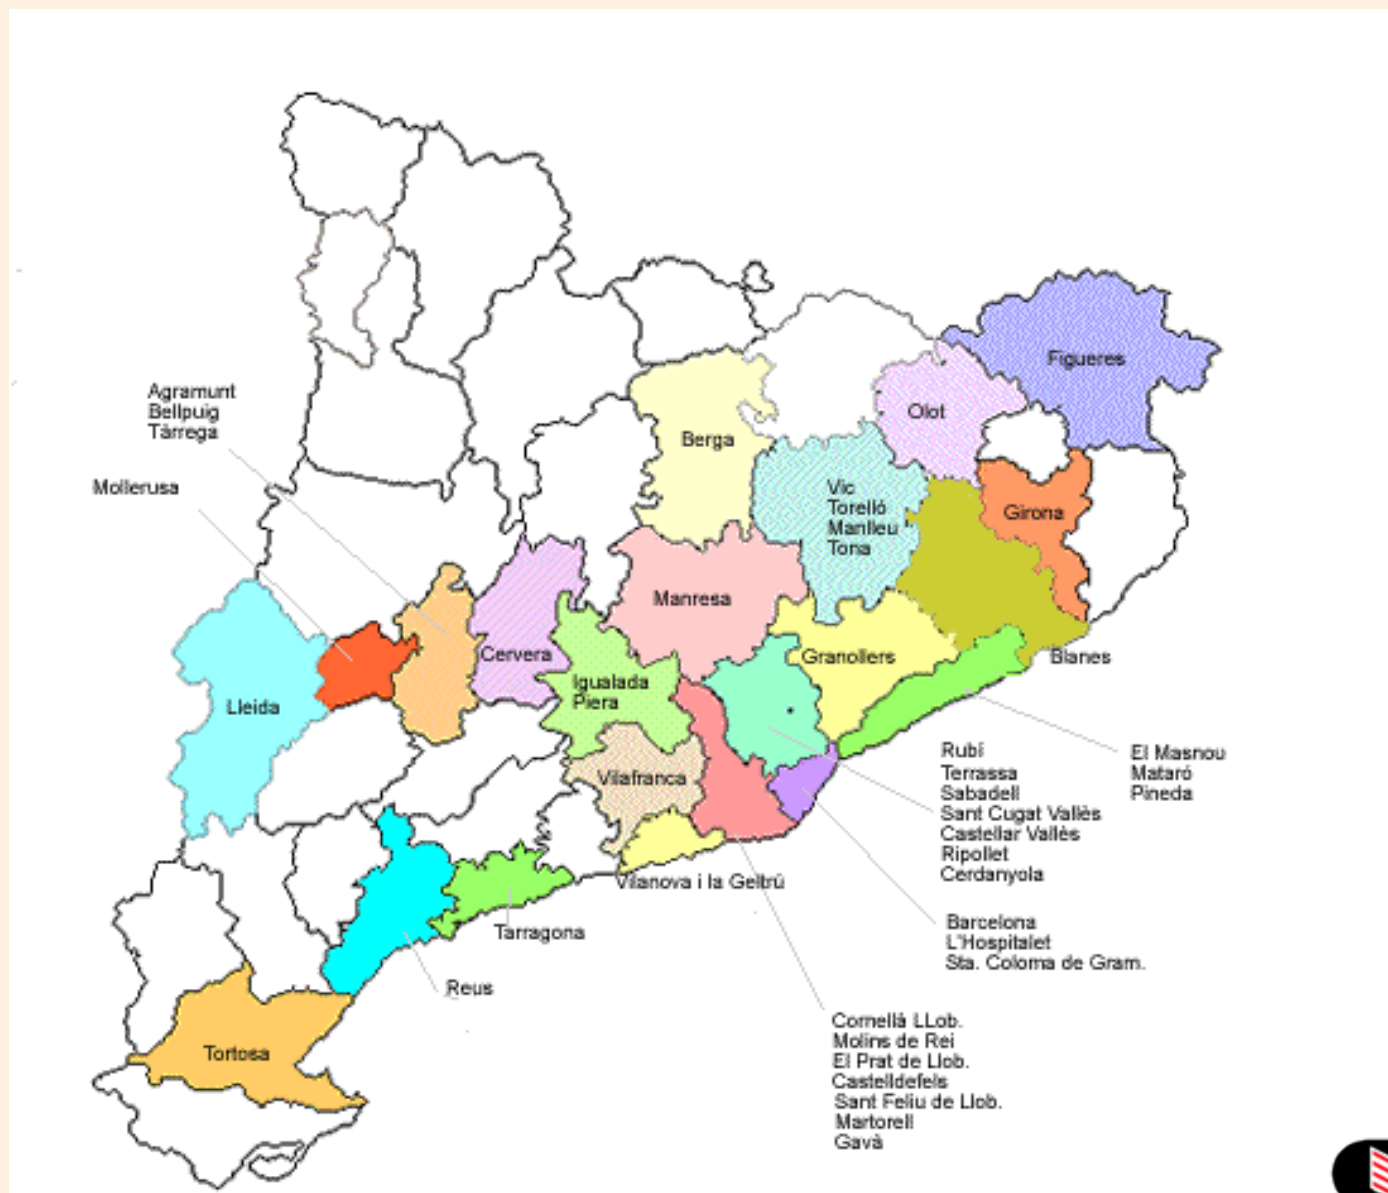 Figueres
Agramunt
Bellpuig
Tàrrega
Olot
Berga
Mollerusa
Vic
Torelló
Manlleu
Tona
Girona
Manresa
Cervera
Granollers
Blanes
Igualada
Piera
Lleida
Vilafranca
Rubí
Terrassa
Sabadell
Sant Cugat Vallès
Castellar Vallès
Ripollet
Cerdanyola
El Masnou
Mataró
Pineda
Vilanova i la Geltrú
Tarragona
Barcelona
L'Hospitalet
Sta. Coloma de Gram.
Reus
Cornellà LLob.
Molins de Rei
El Prat de Llob.
Castelldefels
Sant Feliu de Llob.
Martorell
Gavà
Tortosa